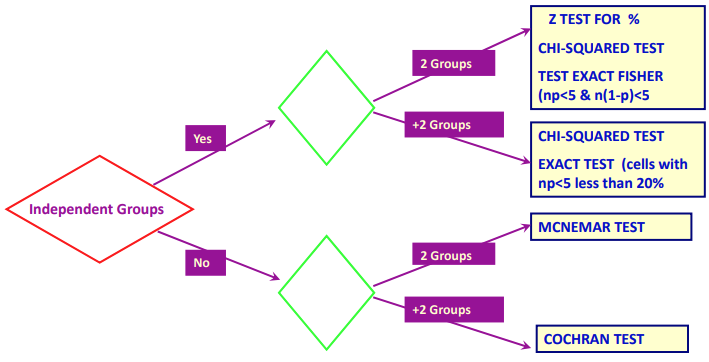 Z TEST FOR %
CHI-SQUARED TEST
TEST EXACT FISHER
(np<5 & n(1-p)<5
2 Groups
+2 Groups
CHI-SQUARED TEST
EXACT TEST (cells with
np<5 less than 20%
Yes
Independent Groups
No
MCNEMAR TEST
2 Groups
+2 Groups
COCHRAN TEST